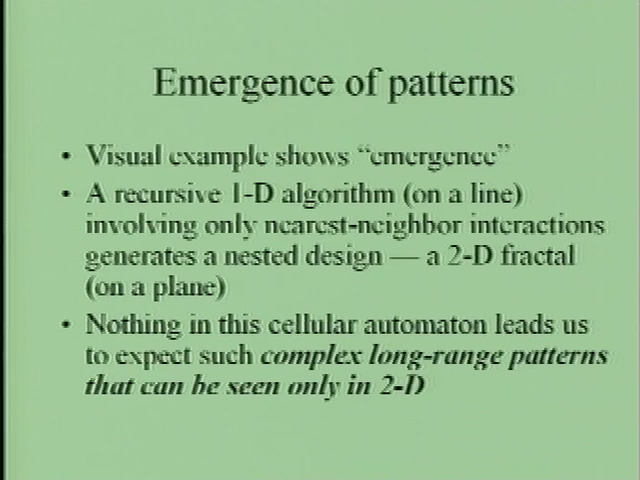 Emergence of patterns
• Visual example shows “emergence”
• A recursive 1-D algorithm (on a line)
involving only nearest-neighbor interactions
generates a nested design — a 2-D fractal
(on a plane)
• Nothing in this cellular automaton leads us
to expect such complex long-range patterns
that can be seen only in 2-D